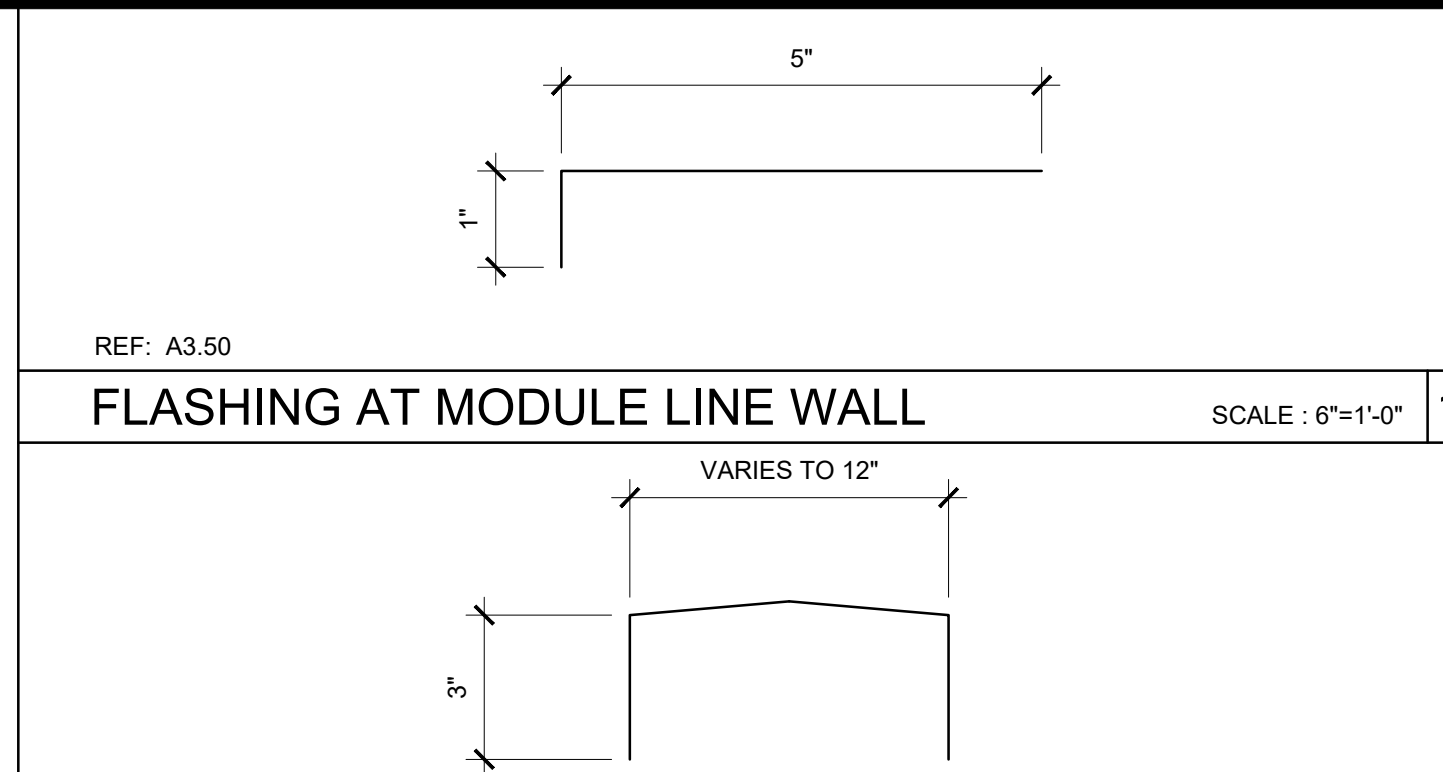 5"
1"
REF: A3.50
FLASHING AT MODULE LINE WALL
SCALE : 6"=1'-0"
VARIES TO 12"
3"